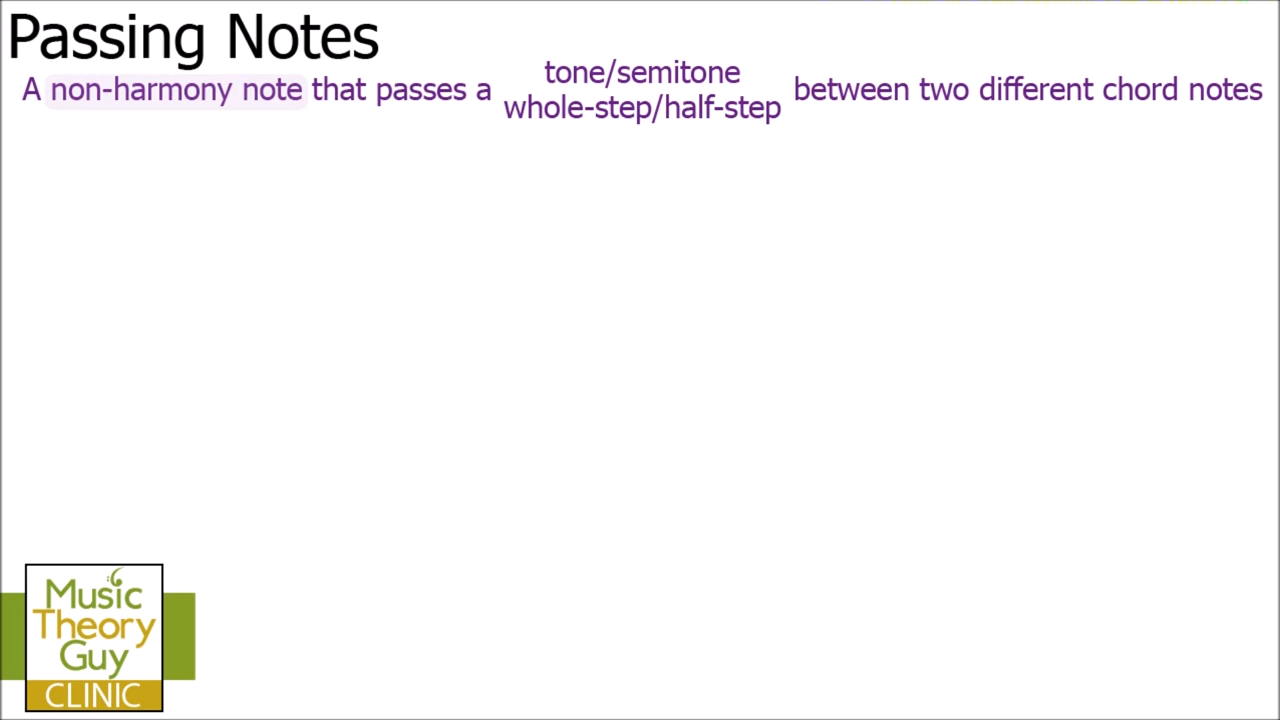 Passing Notes
A non-harmony note that passes a tone/semitone between two different chord notes
whole-step/half-step
Music
Theory
Guy
CLINIC